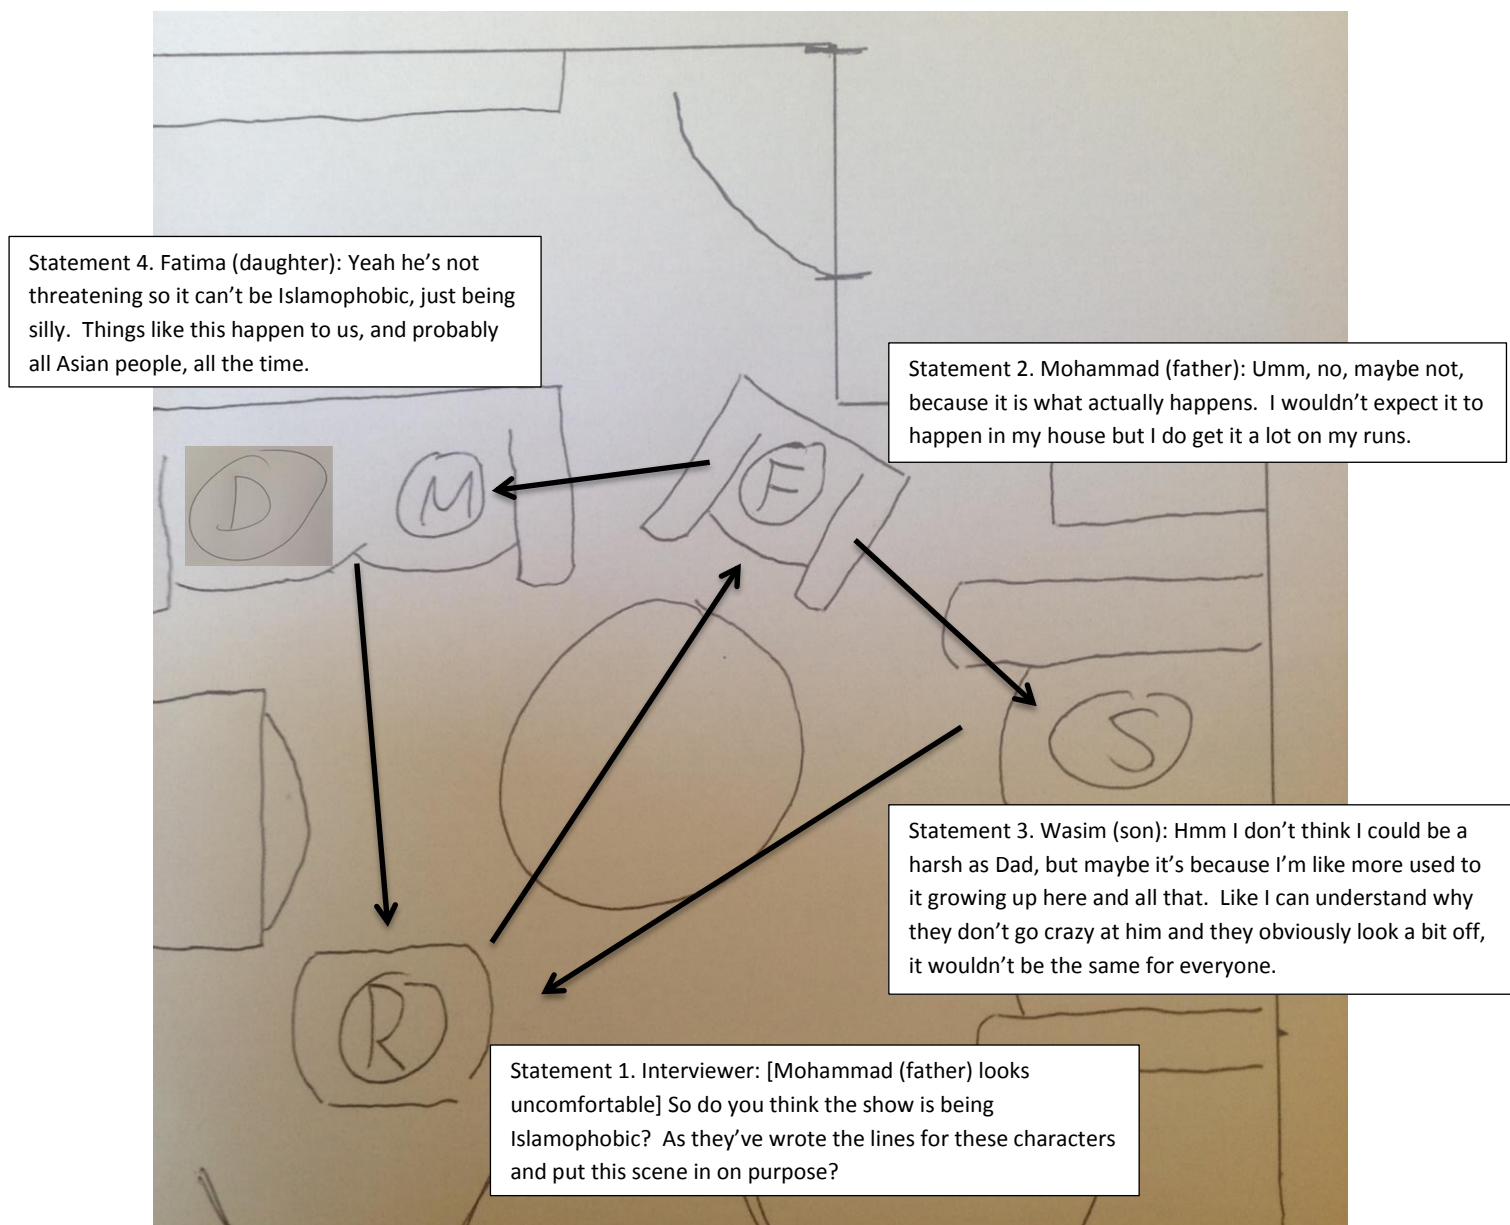 Statement 4. Fatima (daughter): Yeah he's not
threatening so it can't be Islamophobic, just being
silly.  Things like this happen to us, and probably
all Asian people, all the time.
Statement 2. Mohammad (father): Umm, no, maybe not,
because it is what actually happens.  I wouldn't expect it to
happen in my house but I do get it a lot on my runs.
D
M
F
S
Statement 3. Wasim (son): Hmm I don't think I could be a
harsh as Dad, but maybe it's because I'm like more used to
it growing up here and all that.  Like I can understand why
they don't go crazy at him and they obviously look a bit off,
it wouldn't be the same for everyone.
R
Statement 1. Interviewer: [Mohammad (father) looks
uncomfortable] So do you think the show is being
Islamophobic?  As they've wrote the lines for these characters
and put this scene in on purpose?